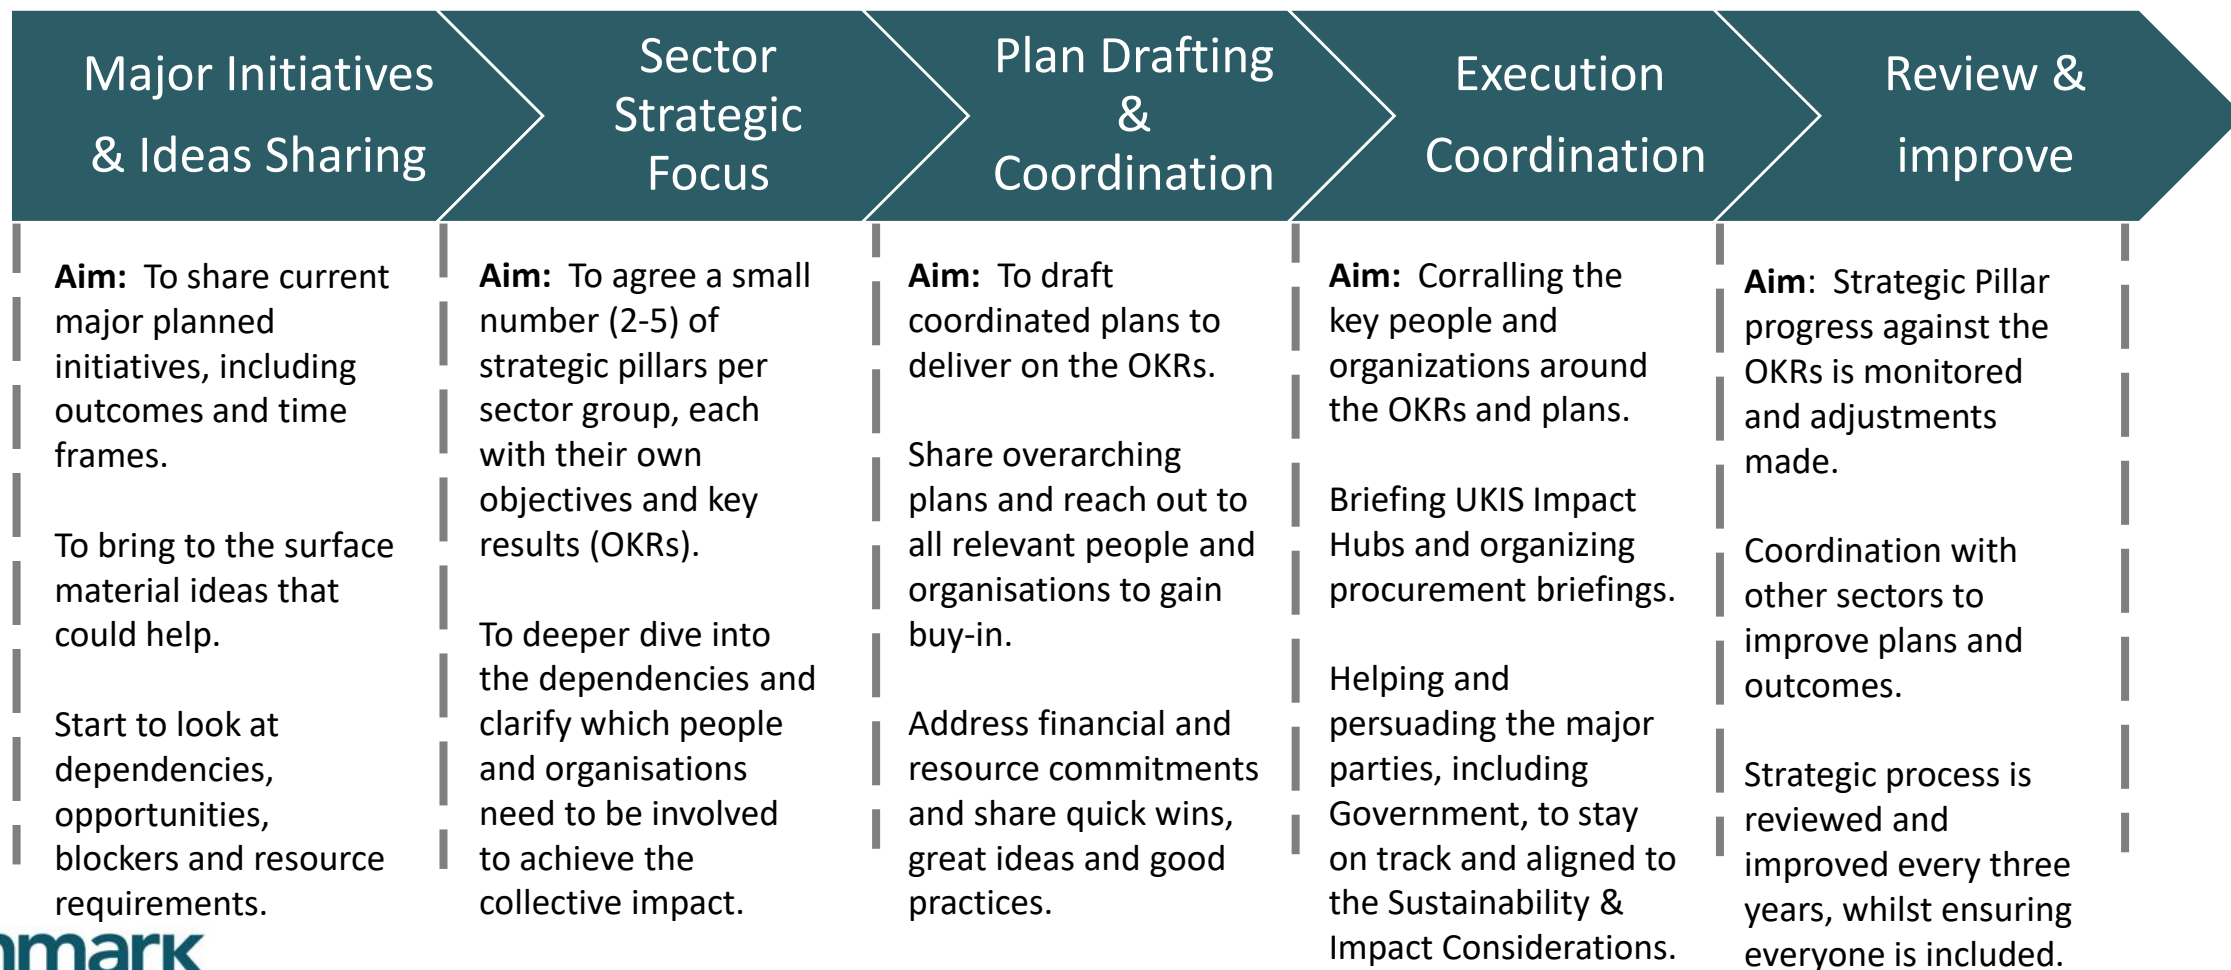 Major Initiatives
& Ideas Sharing
Sector
Strategic
Focus
Plan Drafting
&
Coordination
Execution
Coordination
Review &
improve
Aim:  To share current
major planned
initiatives, including
outcomes and time
frames.
To bring to the surface
material ideas that
could help.
Start to look at
dependencies,
opportunities,
blockers and resource
requirements.
Aim:  To agree a small
number (2-5) of
strategic pillars per
sector group, each
with their own
objectives and key
results (OKRs).
To deeper dive into
the dependencies and
clarify which people
and organisations
need to be involved
to achieve the
collective impact.
Aim:  To draft
coordinated plans to
deliver on the OKRs.
Share overarching
plans and reach out to
all relevant people and
organisations to gain
buy-in.
Address financial and
resource commitments
and share quick wins,
great ideas and good
practices.
Aim:  Corralling the
key people and
organizations around
the OKRs and plans.
Briefing UKIS Impact
Hubs and organizing
procurement briefings.
Helping and
persuading the major
parties, including
Government, to stay
on track and aligned to
the Sustainability &
Impact Considerations.
Aim:  Strategic Pillar
progress against the
OKRs is monitored
and adjustments
made.
Coordination with
other sectors to
improve plans and
outcomes.
Strategic process is
reviewed and
improved every three
years, whilst ensuring
everyone is included.